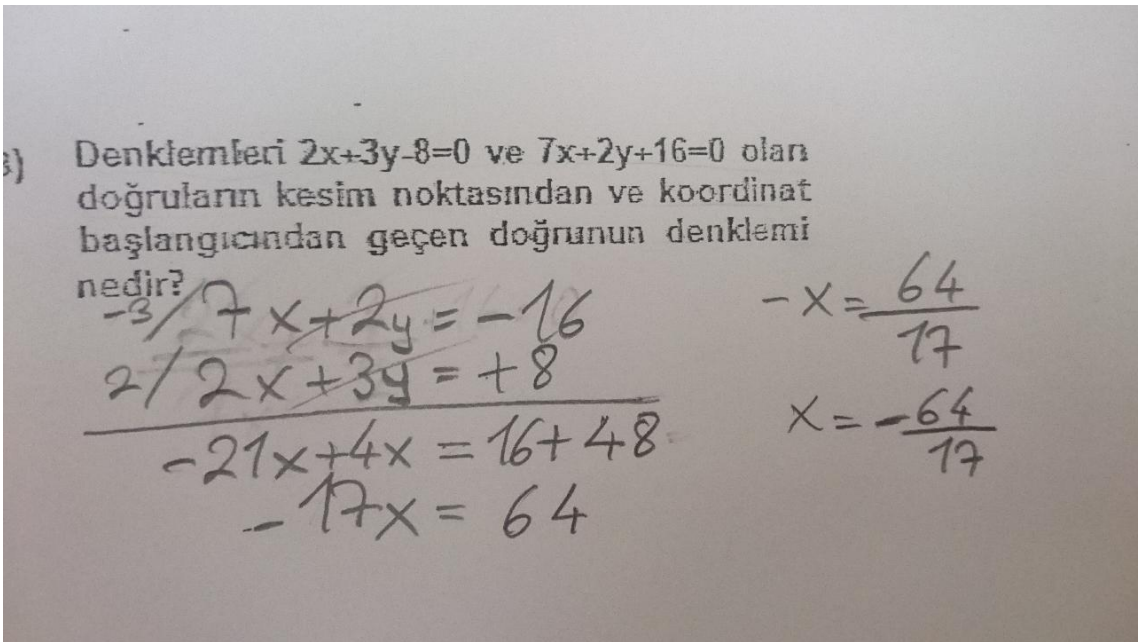 3) Denklemleri 2x+3y-8=0 ve 7x+2y+16=0 olan
doğruların kesim noktasından ve koordinat
başlangıcından geçen doğrunun denklemi
nedir?
-3/ 7x+2y = -16
2/ 2x+3y = +8
-21x+4x = 16+48
-17x = 64
-x = 64/17
x = -64/17